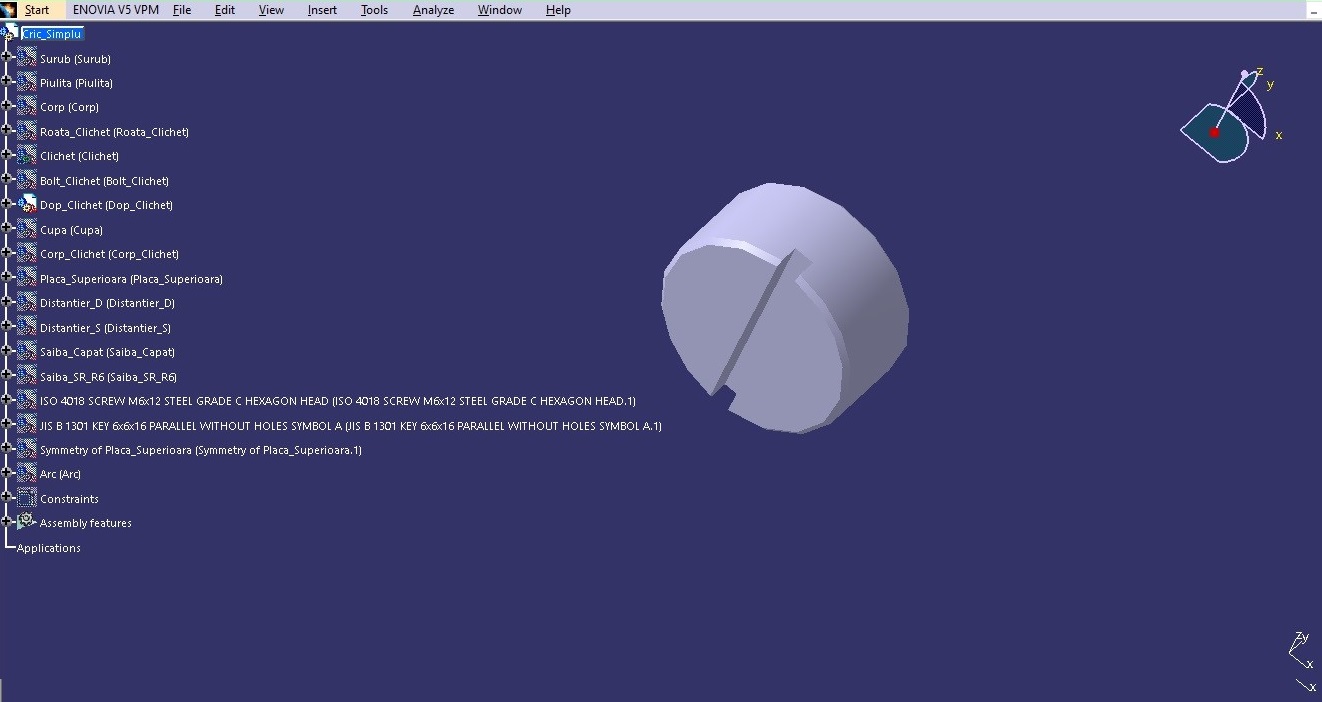 Start ENOVIA V5 VPM File Edit View Insert Tools Analyze Window Help
Cric_Simplu
Surub (Surub)
Piulita (Piulita)
Corp (Corp)
Roata_Clichet (Roata_Clichet)
Clichet (Clichet)
Bolt_Clichet (Bolt_Clichet)
Dop_Clichet (Dop_Clichet)
Cupa (Cupa)
Corp_Clichet (Corp_Clichet)
Placa_Superioara (Placa_Superioara)
Distantier_D (Distantier_D)
Distantier_S (Distantier_S)
Saiba_Capat (Saiba_Capat)
Saiba_SR_R6 (Saiba_SR_R6)
ISO 4018 SCREW M6x12 STEEL GRADE C HEXAGON HEAD (ISO 4018 SCREW M6x12 STEEL GRADE C HEXAGON HEAD.1)
JIS B 1301 KEY 6x6x16 PARALLEL WITHOUT HOLES SYMBOL A (JIS B 1301 KEY 6x6x16 PARALLEL WITHOUT HOLES SYMBOL A.1)
Symmetry of Placa_Superioara (Symmetry of Placa_Superioara.1)
Arc (Arc)
Constraints
Assembly features
Applications
z
y
x
z y
x
x